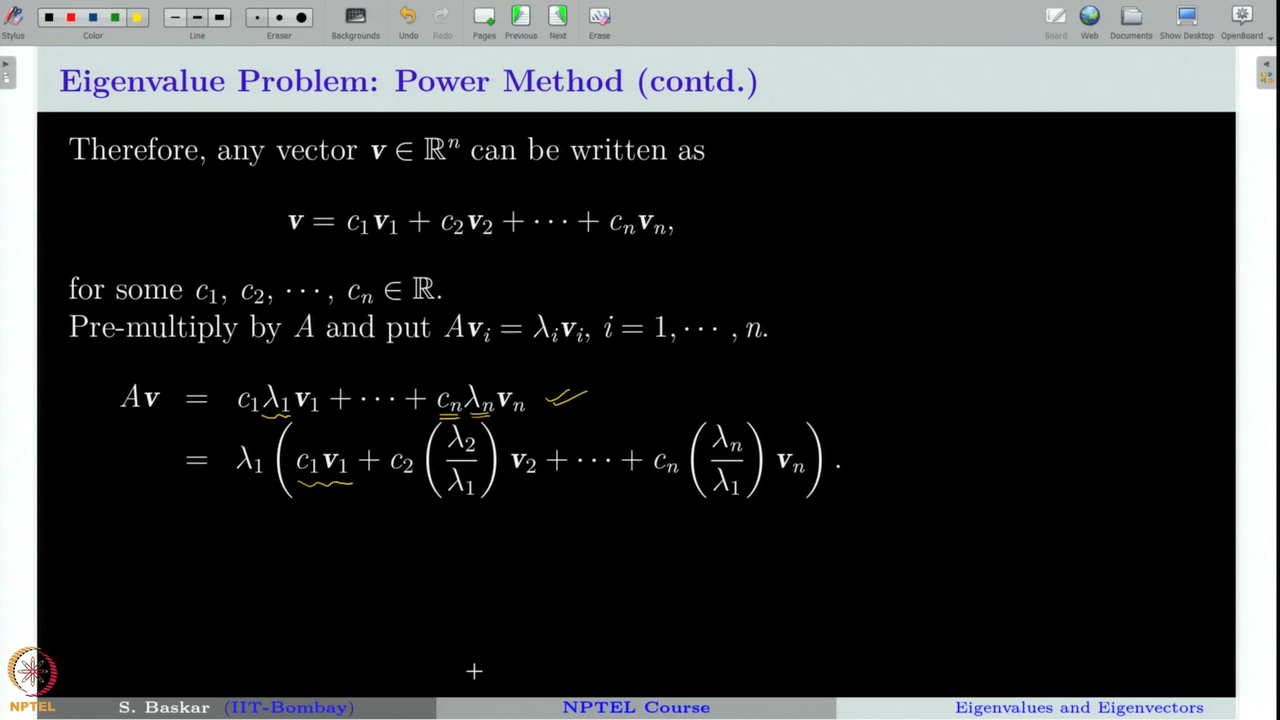 Stylus Color Line Eraser Backgrounds Undo Redo Pages Previous Next Erase Board Web Documents Show Desktop OpenBoard
Eigenvalue Problem: Power Method (contd.)
Therefore, any vector v ∈ ℝⁿ can be written as
v = c₁v₁ + c₂v₂ + ⋯ + cₙvₙ,
for some c₁, c₂, ⋯, cₙ ∈ ℝ.
Pre-multiply by A and put Avᵢ = λᵢvᵢ, i = 1, ⋯, n.
Av = c₁λ₁v₁ + ⋯ + cₙλₙvₙ
= λ₁ (c₁v₁ + c₂ (λ₂/λ₁) v₂ + ⋯ + cₙ (λₙ/λ₁) vₙ).
NPTEL
S. Baskar (IIT-Bombay) NPTEL Course Eigenvalues and Eigenvectors